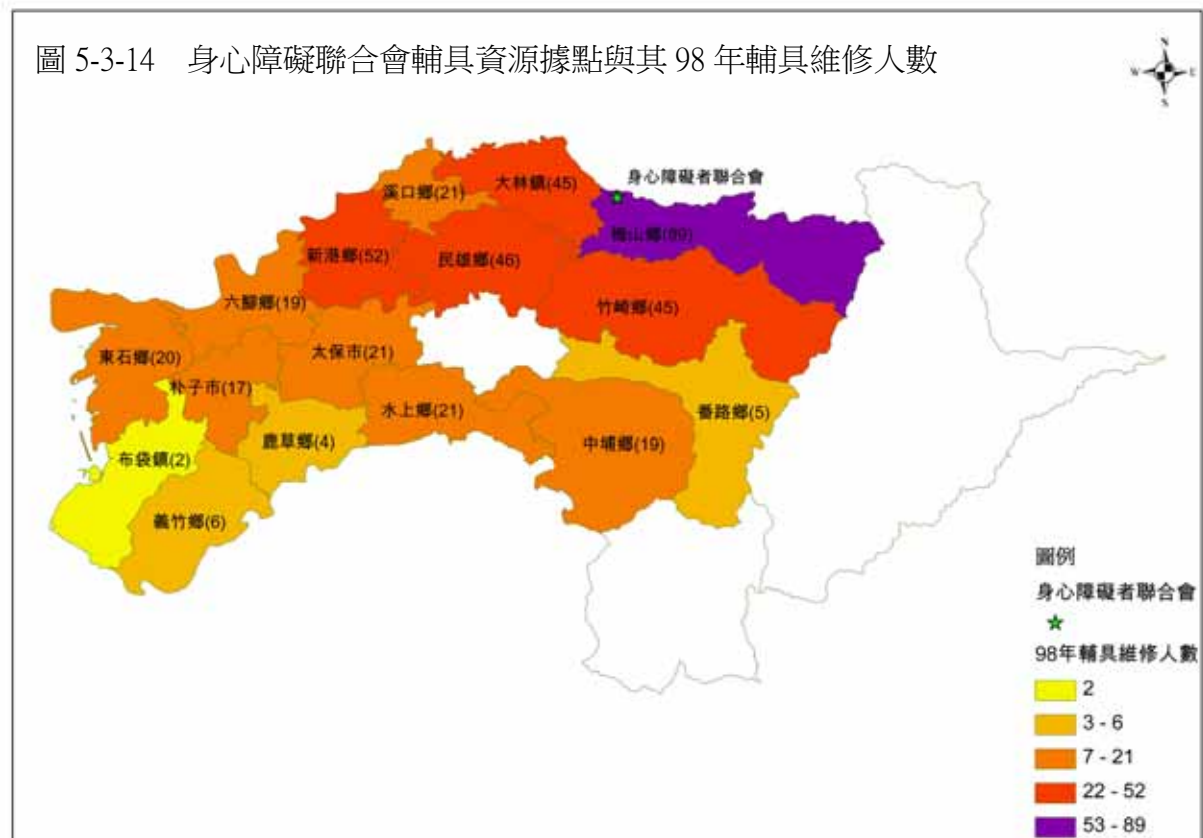 圖 5-3-14 身心障礙聯合會輔具資源據點與其 98 年輔具維修人數
N
W E
S
身心障礙者聯合會
大林鎮(45)
溪口鄉(21)
梅山鄉(89)
新港鄉(52)
民雄鄉(46)
六腳鄉(19)
竹崎鄉(45)
東石鄉(20)
太保市(21)
朴子市(17)
水上鄉(21)
番路鄉(5)
鹿草鄉(4)
中埔鄉(19)
布袋鎮(2)
義竹鄉(6)
圖例
身心障礙者聯合會
98年輔具維修人數
2
3 - 6
7 - 21
22 - 52
53 - 89